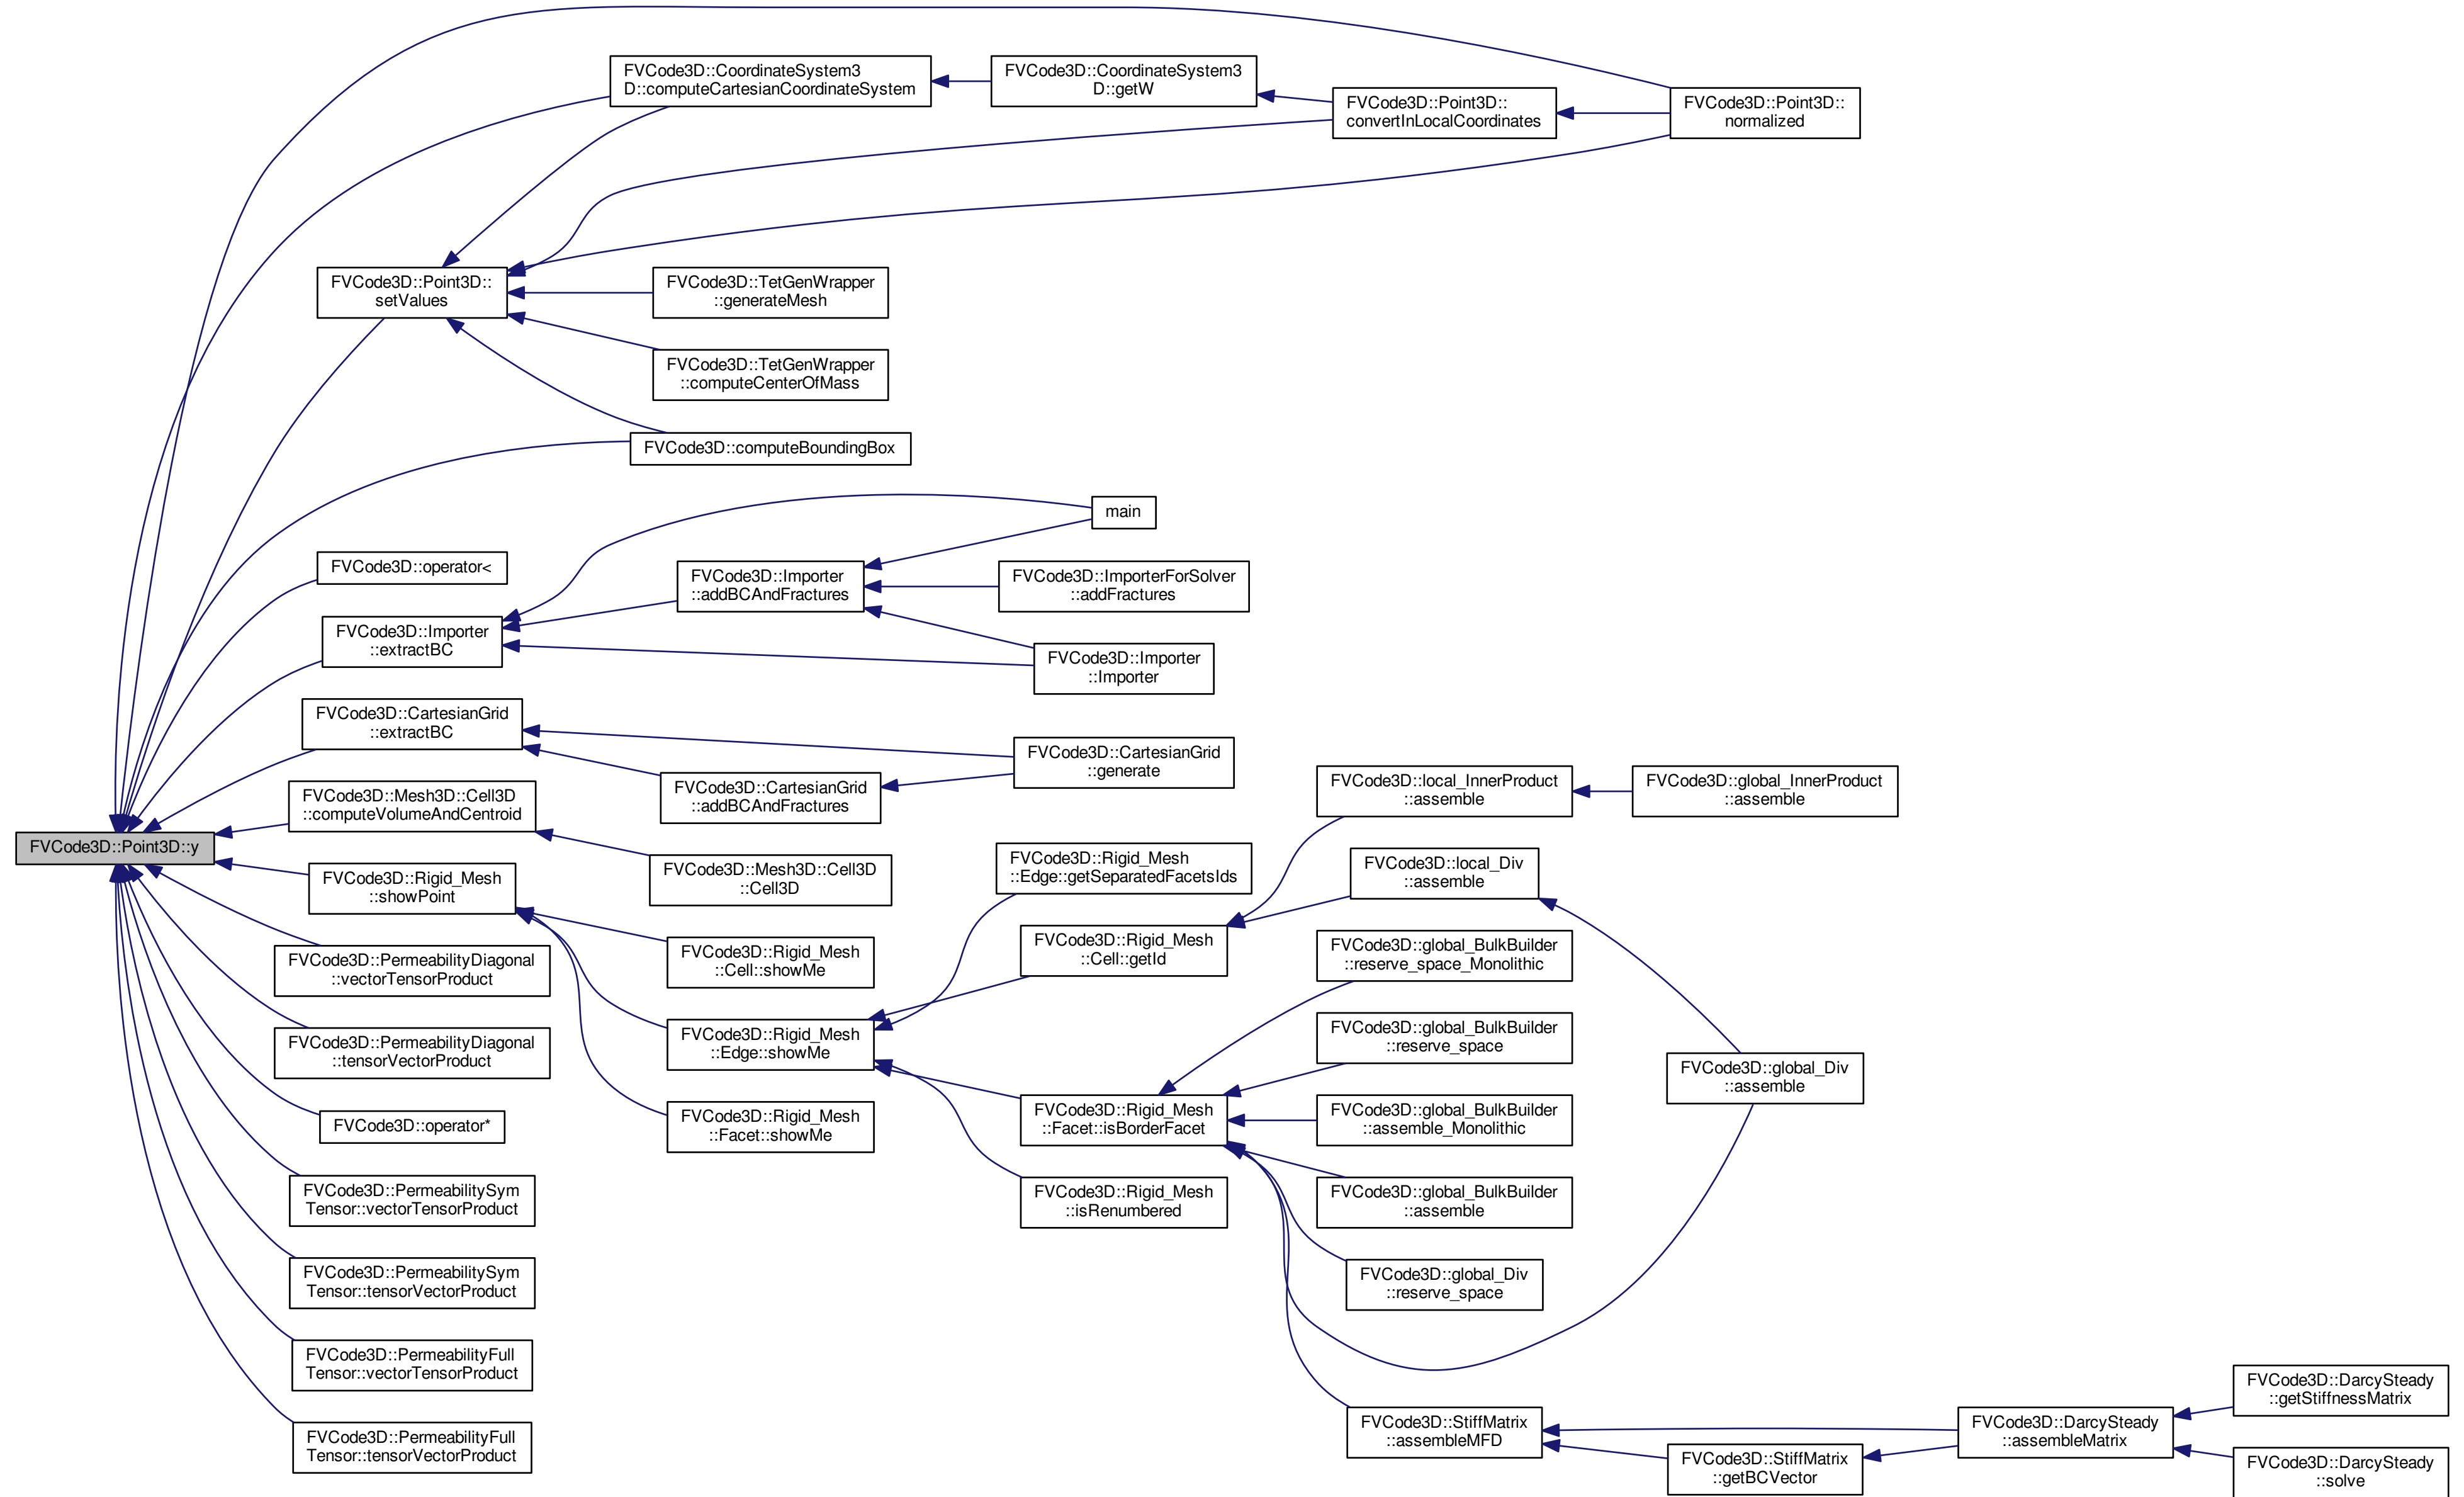 FVCode3D::CoordinateSystem3
D::computeCartesianCoordinateSystem
FVCode3D::CoordinateSystem3
D::getW
FVCode3D::Point3D::
convertInLocalCoordinates
FVCode3D::Point3D::
normalized
FVCode3D::Point3D::
setValues
FVCode3D::TetGenWrapper
::generateMesh
FVCode3D::TetGenWrapper
::computeCenterOfMass
FVCode3D::computeBoundingBox
main
FVCode3D::operator<
FVCode3D::Importer
::addBCAndFractures
FVCode3D::ImporterForSolver
::addFractures
FVCode3D::Importer
::extractBC
FVCode3D::Importer
::Importer
FVCode3D::CartesianGrid
::extractBC
FVCode3D::CartesianGrid
::generate
FVCode3D::CartesianGrid
::addBCAndFractures
FVCode3D::local_InnerProduct
::assemble
FVCode3D::global_InnerProduct
::assemble
FVCode3D::Mesh3D::Cell3D
::computeVolumeAndCentroid
FVCode3D::Point3D::y
FVCode3D::Mesh3D::Cell3D
::Cell3D
FVCode3D::Rigid_Mesh
::Edge::getSeparatedFacetsIds
FVCode3D::local_Div
::assemble
FVCode3D::Rigid_Mesh
::showPoint
FVCode3D::Rigid_Mesh
::Cell::showMe
FVCode3D::Rigid_Mesh
::Cell::getId
FVCode3D::global_BulkBuilder
::reserve_space_Monolithic
FVCode3D::PermeabilityDiagonal
::vectorTensorProduct
FVCode3D::PermeabilityDiagonal
::tensorVectorProduct
FVCode3D::Rigid_Mesh
::Edge::showMe
FVCode3D::global_BulkBuilder
::reserve_space
FVCode3D::global_Div
::assemble
FVCode3D::operator*
FVCode3D::Rigid_Mesh
::Facet::showMe
FVCode3D::Rigid_Mesh
::Facet::isBorderFacet
FVCode3D::global_BulkBuilder
::assemble_Monolithic
FVCode3D::PermeabilitySym
Tensor::vectorTensorProduct
FVCode3D::Rigid_Mesh
::isRenumbered
FVCode3D::global_BulkBuilder
::assemble
FVCode3D::PermeabilitySym
Tensor::tensorVectorProduct
FVCode3D::global_Div
::reserve_space
FVCode3D::PermeabilityFull
Tensor::vectorTensorProduct
FVCode3D::PermeabilityFull
Tensor::tensorVectorProduct
FVCode3D::StiffMatrix
::assembleMFD
FVCode3D::StiffMatrix
::getBCVector
FVCode3D::DarcySteady
::assembleMatrix
FVCode3D::DarcySteady
::getStiffnessMatrix
FVCode3D::DarcySteady
::solve